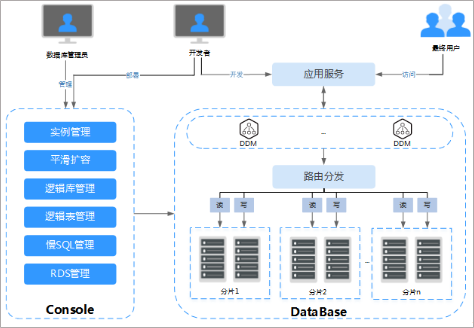 数据库管理员
开发者
最终用户
管理
部署
开发
应用服务
访问
实例管理
平滑扩容
逻辑库管理
逻辑表管理
慢SQL管理
RDS管理
Console
DDM
DDM
路由分发
读
写
读
写
读
写
分片1
分片2
分片n
DataBase